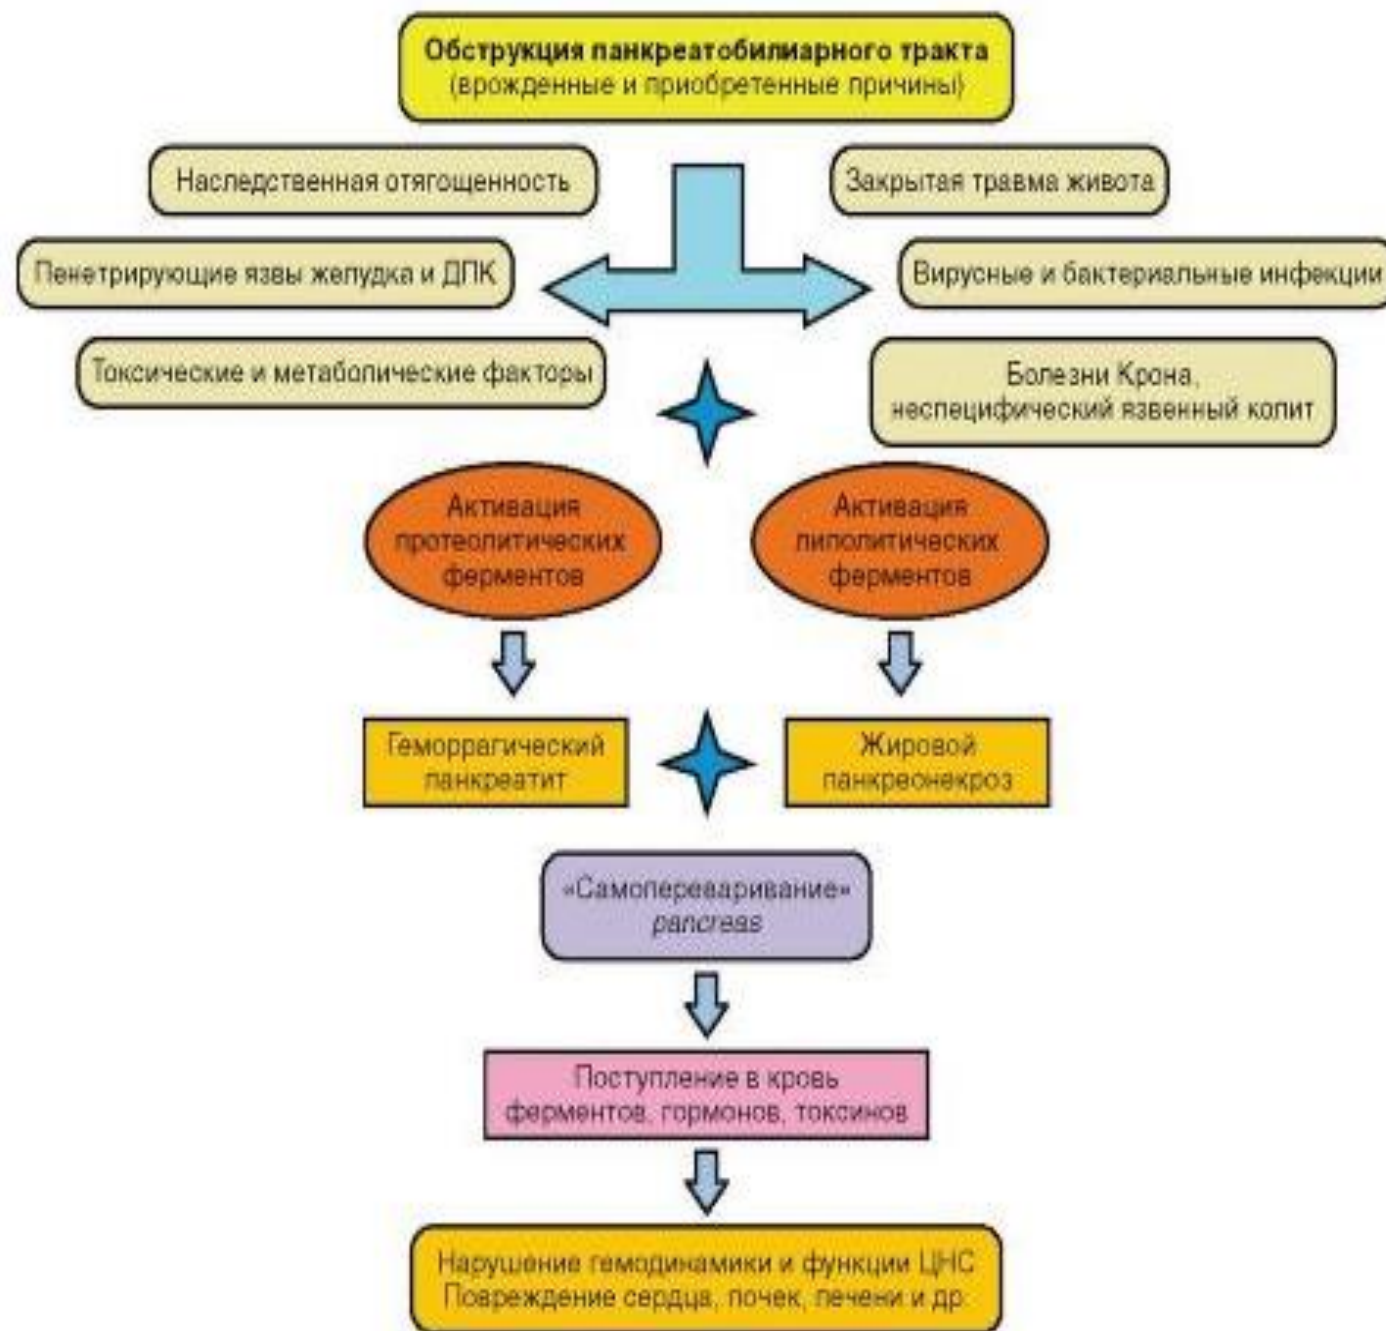 Обструкция панкреатобилиарного тракта
(врожденные и приобретенные причины)
Наследственная отягощенность
Закрытая травма живота
Пенетрирующие язвы желудка и ДПК
Вирусные и бактериальные инфекции
Токсические и метаболические факторы
Болезни Крона,
неспецифический язвенный колит
Активация
протеолитических
ферментов
Активация
липолитических
ферментов
Геморрагический
панкреатит
Жировой
панкреонекроз
«Самопереваривание»
pancreas
Поступление в кровь
ферментов, гормонов, токсинов
Нарушение гемодинамики и функции ЦНС
Повреждение сердца, почек, печени и др